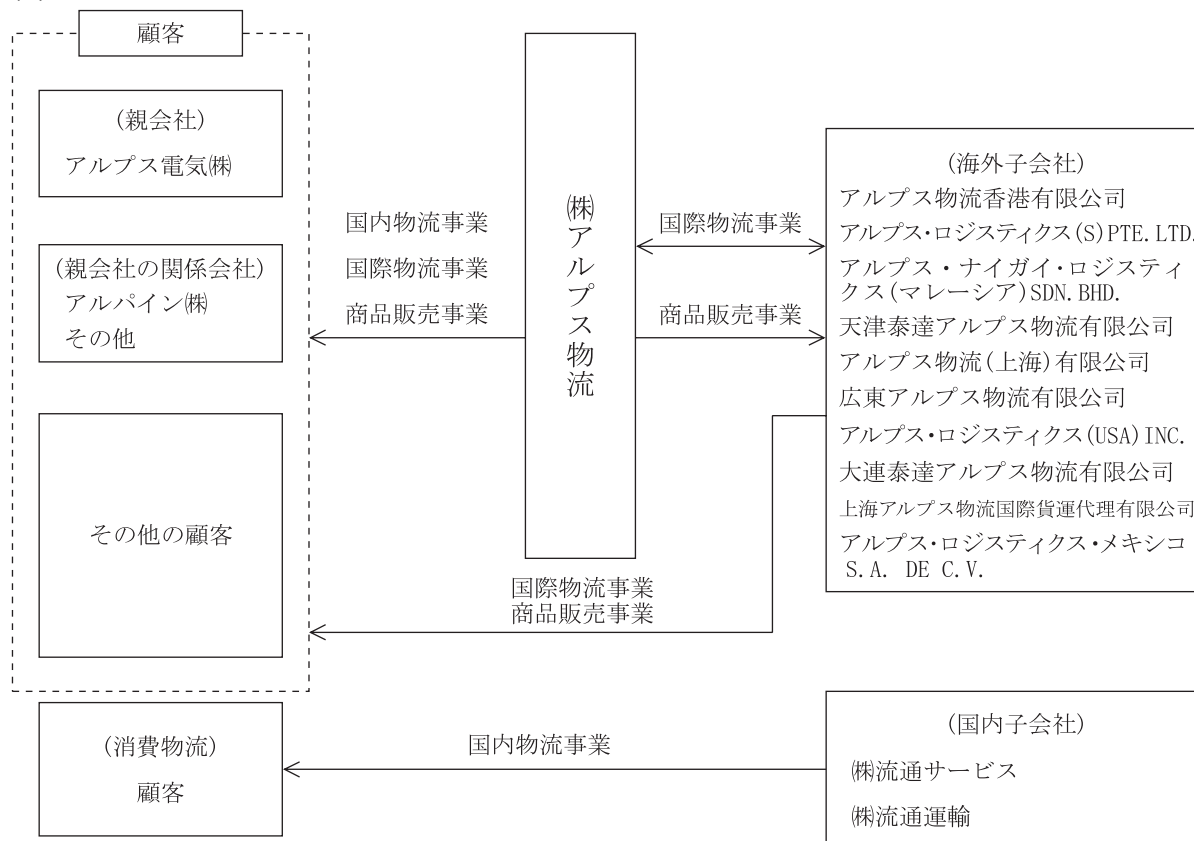 顧客
(親会社)
アルプス電気㈱
(親会社の関係会社)
アルパイン㈱
その他
その他の顧客
国内物流事業
国際物流事業
商品販売事業
㈱アルプス物流
国際物流事業
商品販売事業
(海外子会社)
アルプス物流香港有限公司
アルプス・ロジスティクス(S)PTE.LTD.
アルプス・ナイガイ・ロジスティ
クス(マレーシア)SDN.BHD.
天津泰達アルプス物流有限公司
アルプス物流(上海)有限公司
広東アルプス物流有限公司
アルプス・ロジスティクス(USA)INC.
大連泰達アルプス物流有限公司
上海アルプス物流国際貨運代理有限公司
アルプス・ロジスティクス・メキシコ
S.A. DE C.V.
国際物流事業
商品販売事業
(消費物流)
顧客
国内物流事業
(国内子会社)
㈱流通サービス
㈱流通運輸